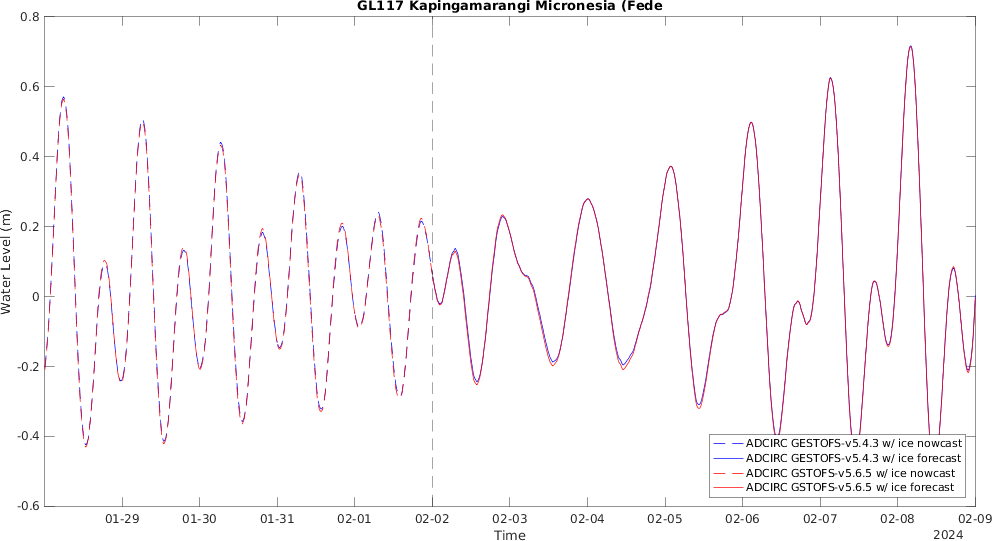 GL117 Kapingamarangi Micronesia (Fede
0.8
0.6
0.4
0.2
0
-0.2
-0.4
-0.6
Water Level (m)
ADCIRC GESTOFS-v5.4.3 w/ ice nowcast
ADCIRC GESTOFS-v5.4.3 w/ ice forecast
ADCIRC GSTOFS-v5.6.5 w/ ice nowcast
ADCIRC GSTOFS-v5.6.5 w/ ice forecast
01-29 01-30 01-31 02-01 02-02 02-03 02-04 02-05 02-06 02-07 02-08 02-09
Time
2024